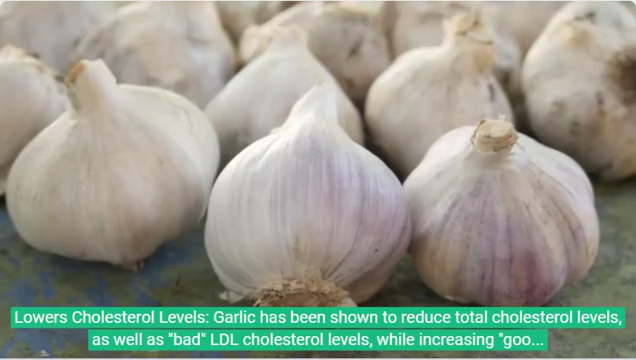 Lowers Cholesterol Levels: Garlic has been shown to reduce total cholesterol levels,
as well as "bad" LDL cholesterol levels, while increasing "goo...